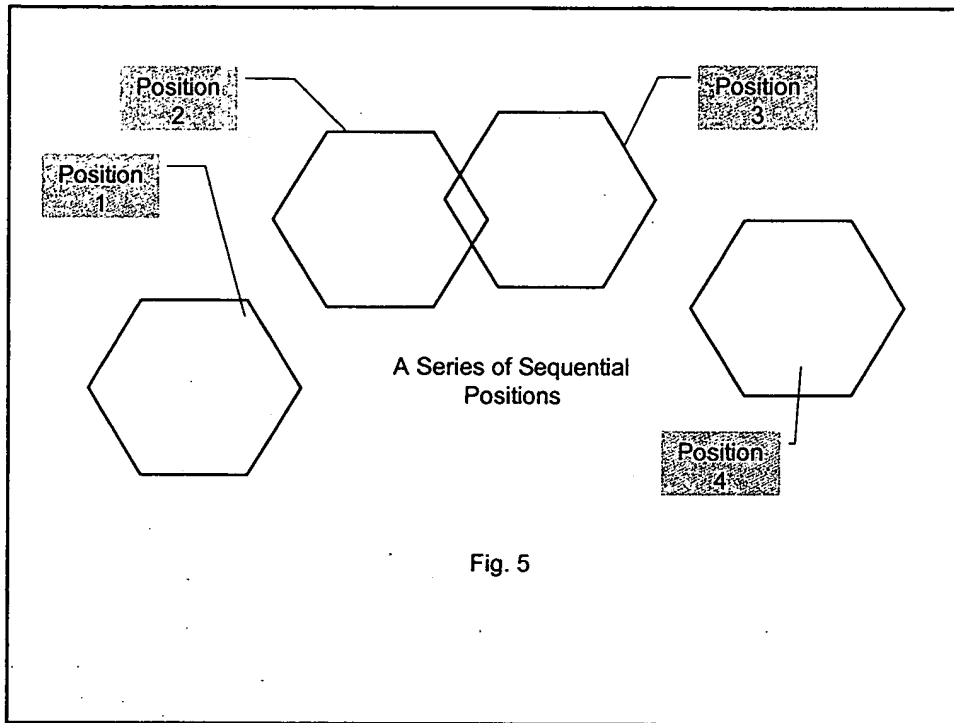 Position
2
Position
3
Position
1
A Series of Sequential
Positions
Position
4
Fig. 5